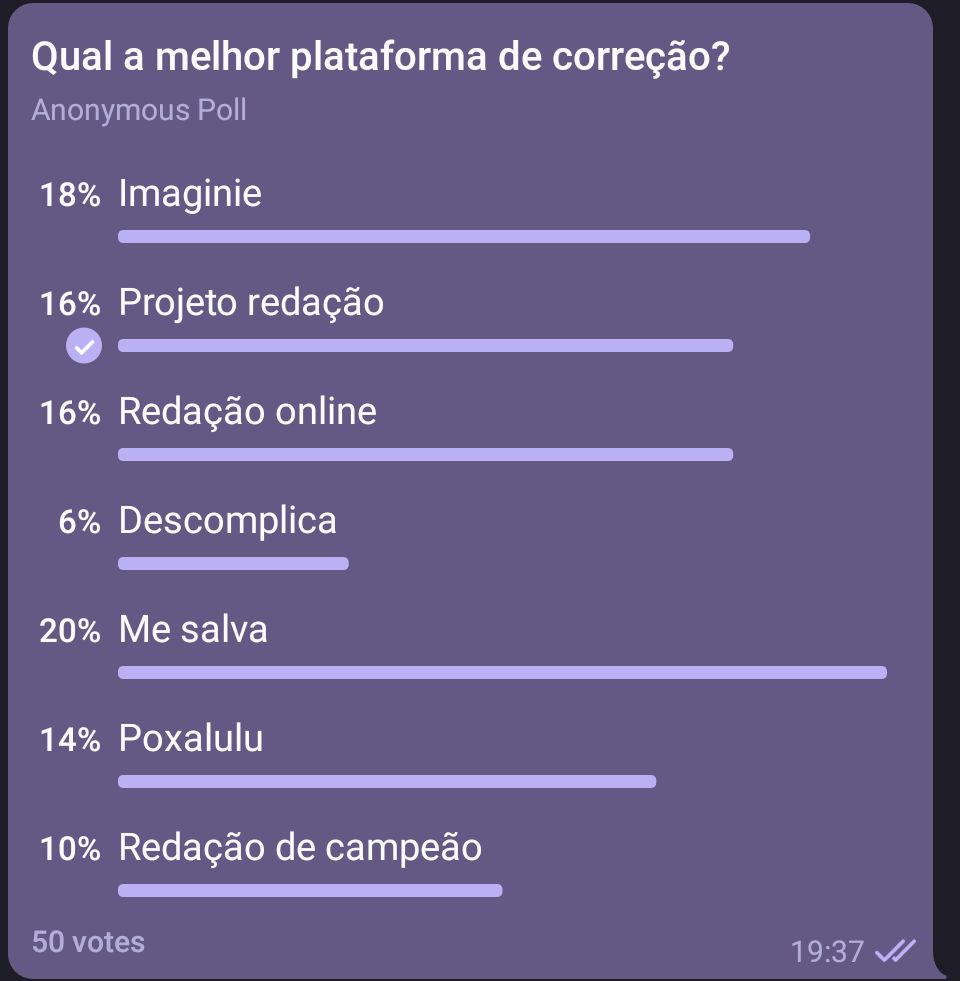 Qual a melhor plataforma de correção?
Anonymous Poll
18% Imaginie
16% Projeto redação
16% Redação online
6% Descomplica
20% Me salva
14% Poxalulu
10% Redação de campeão
50 votes
19:37